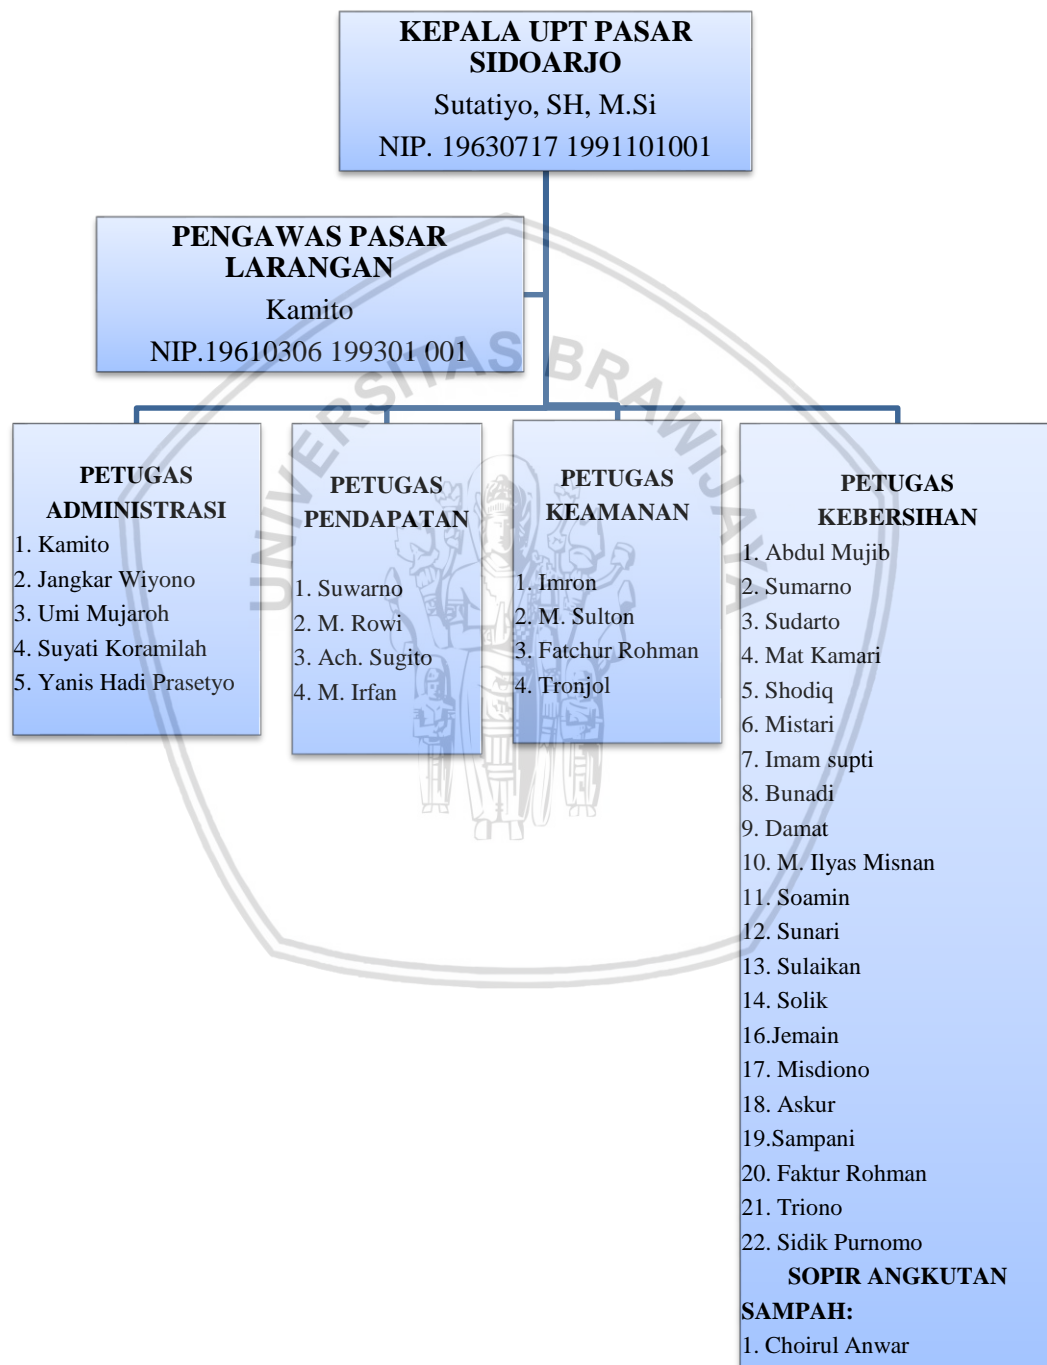 KEPALA UPT PASAR
SIDOARJO
Sutatiyo, SH, M.Si
NIP. 19630717 1991101001
PENGAWAS PASAR
LARANGAN
Kamito
NIP.19610306 199301 001
UNIVERSITAS BRAWIJAYA
PETUGAS
ADMINISTRASI
1. Kamito
2. Jangkar Wiyono
3. Umi Mujaroh
4. Suyati Koramilah
5. Yanis Hadi Prasetyo
PETUGAS
PENDAPATAN
1. Suwarno
2. M. Rowi
3. Ach. Sugito
4. M. Irfan
PETUGAS
KEAMANAN
1. Imron
2. M. Sulton
3. Fatchur Rohman
4. Tronjol
PETUGAS
KEBERSIHAN
1. Abdul Mujib
2. Sumarno
3. Sudarto
4. Mat Kamari
5. Shodiq
6. Mistari
7. Imam supti
8. Bunadi
9. Damat
10. M. Ilyas Misnan
11. Soamin
12. Sunari
13. Sulaikan
14. Solik
16.Jemain
17. Misdiono
18. Askur
19.Sampani
20. Faktur Rohman
21. Triono
22. Sidik Purnomo
SOPIR ANGKUTAN
SAMPAH:
1. Choirul Anwar